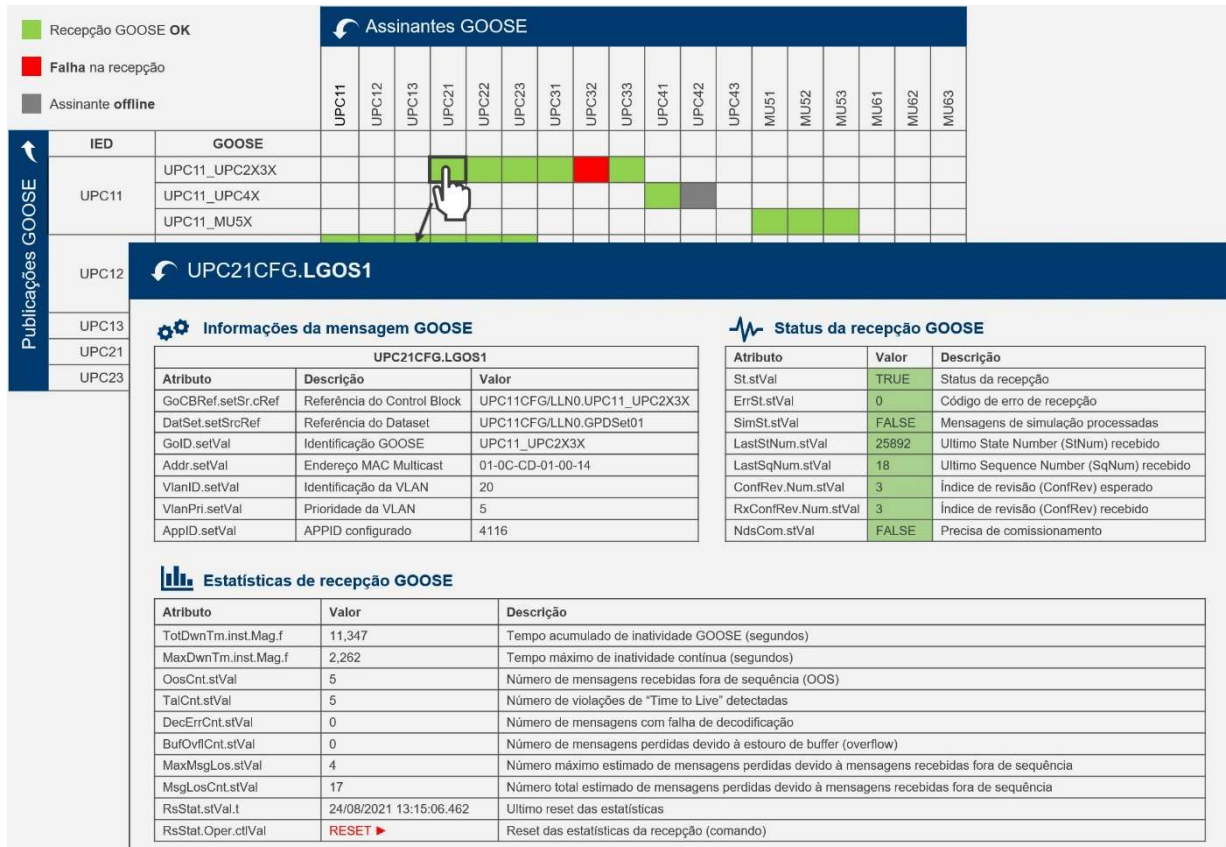 Recepção GOOSE OK
Falha na recepção
Assinante offline
Assinantes GOOSE
UPC11 UPC12 UPC13 UPC21 UPC22 UPC23 UPC31 UPC32 UPC33 UPC41 UPC42 UPC43 MU51 MU52 MU53 MU61 MU62 MU63
Publicações GOOSE
IED GOOSE
UPC11 UPC11_UPC2X3X
UPC11_UPC4X
UPC11_MU5X
UPC12
UPC13
UPC21
UPC23
UPC21CFG.LGOS1
Informações da mensagem GOOSE
UPC21CFG.LGOS1
Atributo Descrição Valor
GoCBRef.setSr.cRef Referência do Control Block UPC11CFG/LLN0.UPC11_UPC2X3X
DatSet.setSrcRef Referência do Dataset UPC11CFG/LLN0.GPDSet01
GoID.setVal Identificação GOOSE UPC11_UPC2X3X
Addr.setVal Endereço MAC Multicast 01-0C-CD-01-00-14
VlanID.setVal Identificação da VLAN 20
VlanPri.setVal Prioridade da VLAN 5
AppID.setVal APPID configurado 4116
Status da recepção GOOSE
Atributo Valor Descrição
St.stVal TRUE Status da recepção
ErrSt.stVal 0 Código de erro de recepção
SimSt.stVal FALSE Mensagens de simulação processadas
LastStNum.stVal 25892 Ultimo State Number (StNum) recebido
LastSqNum.stVal 18 Ultimo Sequence Number (SqNum) recebido
ConfRev.Num.stVal 3 Índice de revisão (ConfRev) esperado
RxConfRev.Num.stVal 3 Índice de revisão (ConfRev) recebido
NdsCom.stVal FALSE Precisa de comissionamento
Estatísticas de recepção GOOSE
Atributo Valor Descrição
TotDwnTm.inst.Mag.f 11,347 Tempo acumulado de inatividade GOOSE (segundos)
MaxDwnTm.inst.Mag.f 2,262 Tempo máximo de inatividade contínua (segundos)
OosCnt.stVal 5 Número de mensagens recebidas fora de sequência (OOS)
TalCnt.stVal 5 Número de violações de “Time to Live” detectadas
DecErrCnt.stVal 0 Número de mensagens com falha de decodificação
BufOvflCnt.stVal 0 Número de mensagens perdidas devido à estouro de buffer (overflow)
MaxMsgLos.stVal 4 Número máximo estimado de mensagens perdidas devido à mensagens recebidas fora de sequência
MsgLosCnt.stVal 17 Número total estimado de mensagens perdidas devido à mensagens recebidas fora de sequência
RsStat.stVal.t 24/08/2021 13:15:06.462 Ultimo reset das estatísticas
RsStat.Oper.ctlVal RESET ► Reset das estatísticas da recepção (comando)